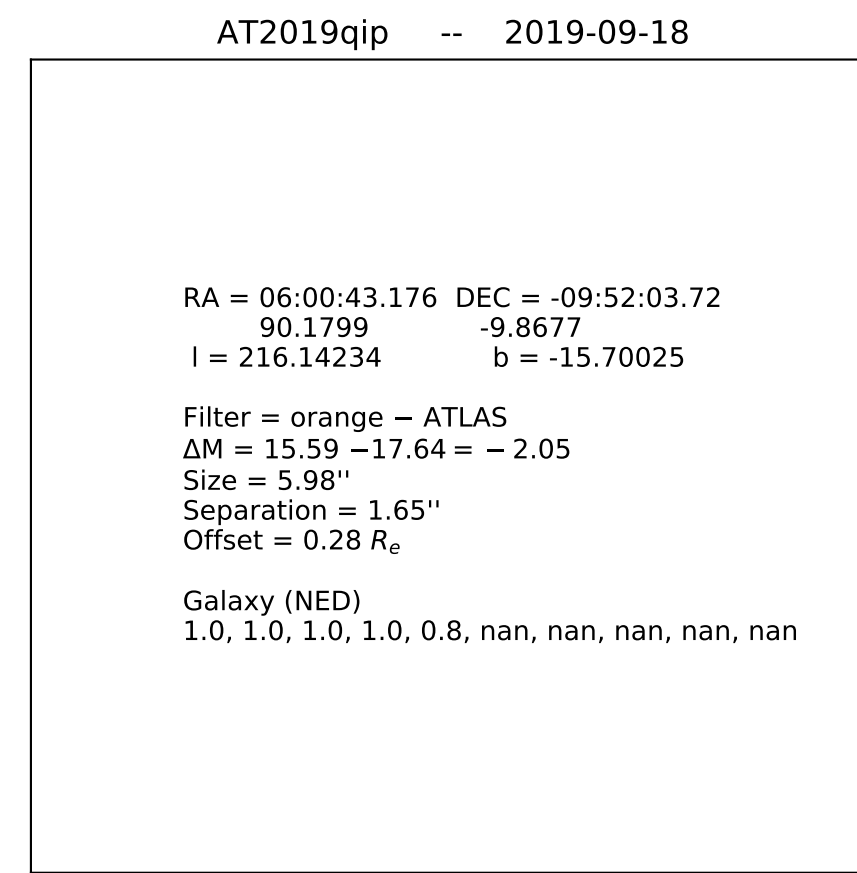 AT2019qip -- 2019-09-18
RA = 06:00:43.176 DEC = -09:52:03.72
90.1799 -9.8677
l = 216.14234 b = -15.70025
Filter = orange − ATLAS
ΔM = 15.59 −17.64 = − 2.05
Size = 5.98''
Separation = 1.65''
Offset = 0.28 Re
Galaxy (NED)
1.0, 1.0, 1.0, 1.0, 0.8, nan, nan, nan, nan, nan